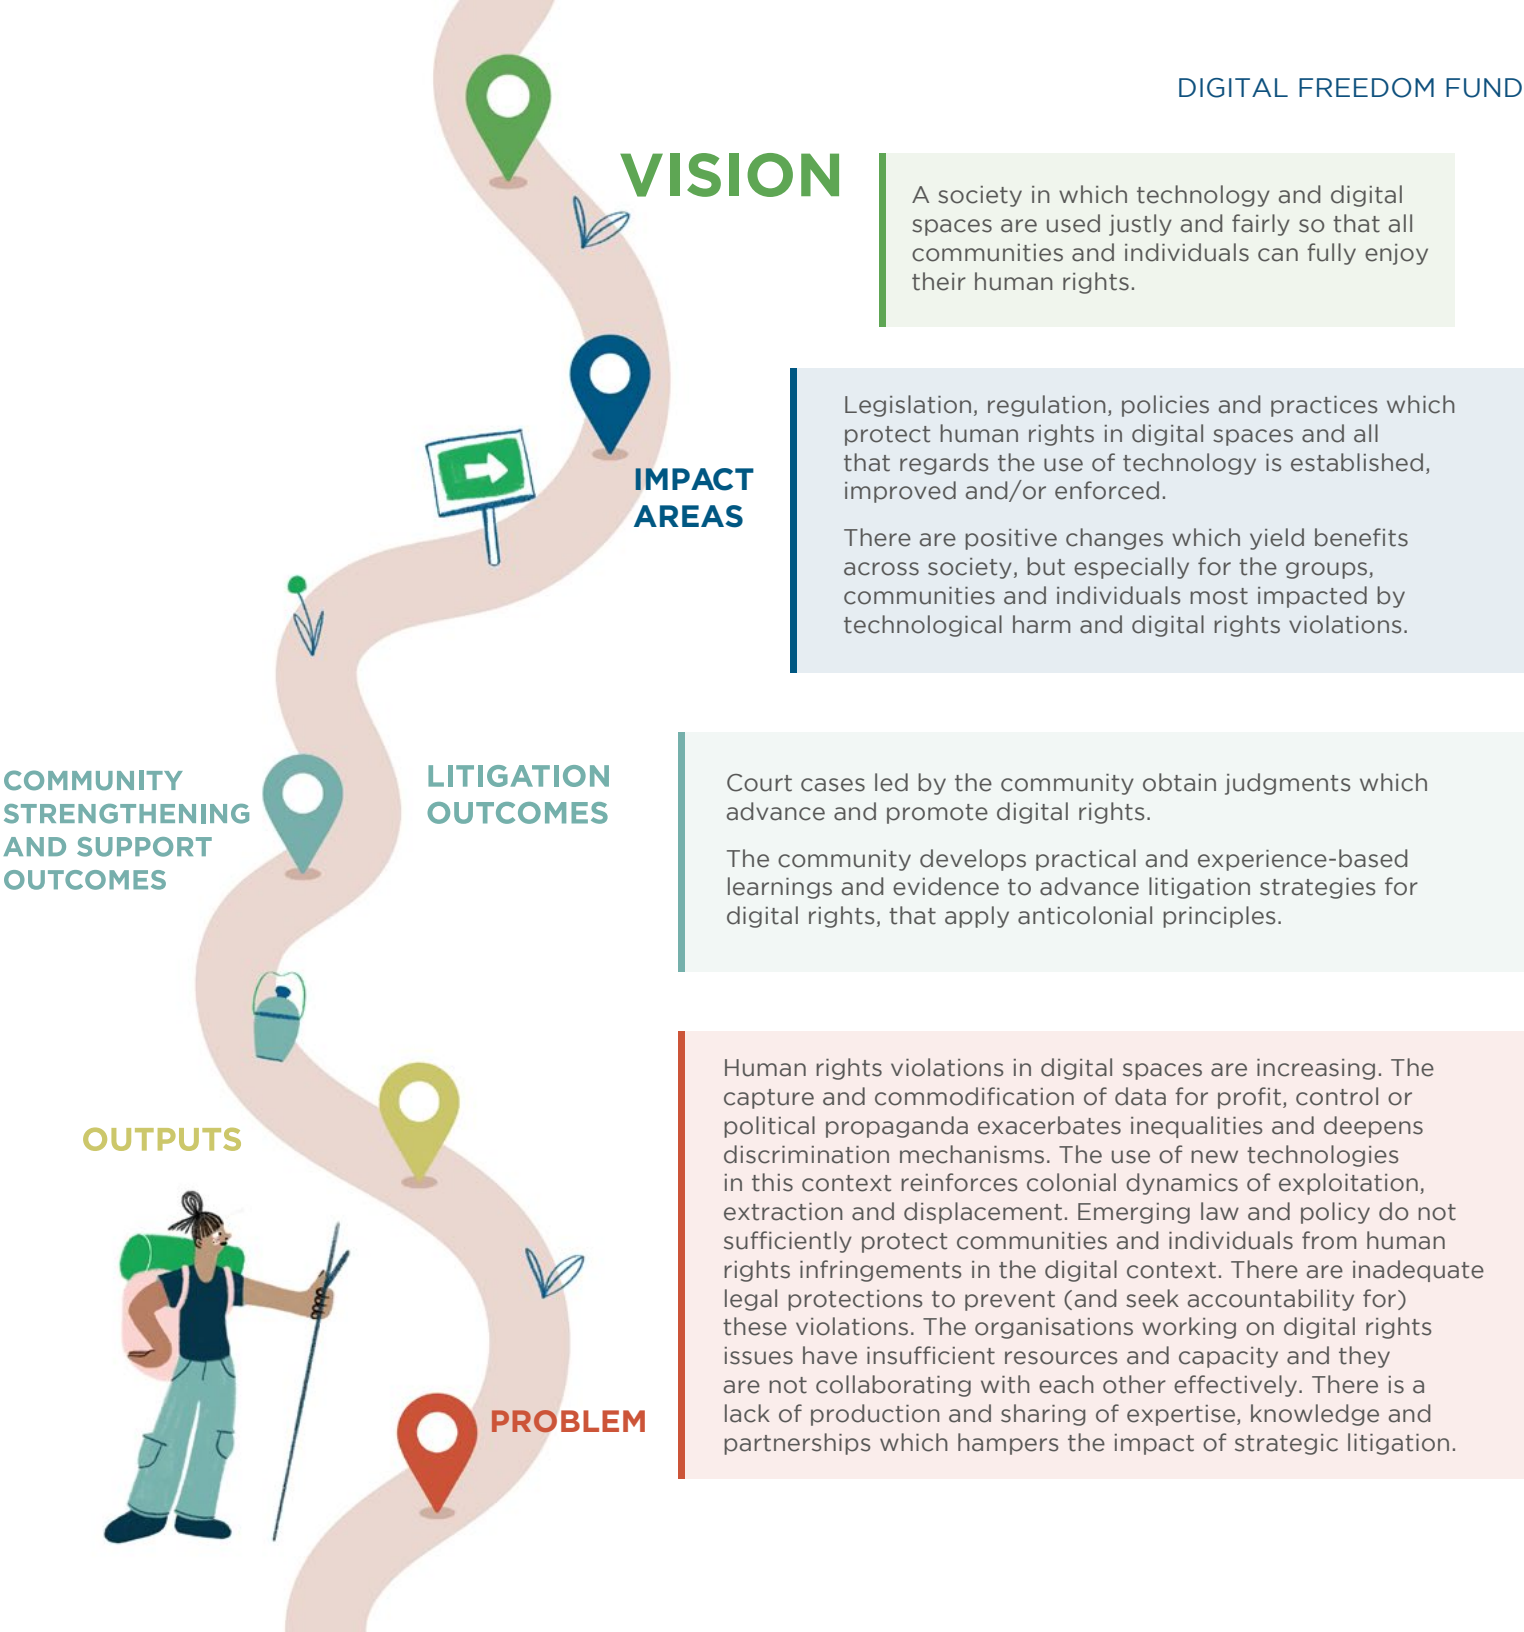 DIGITAL FREEDOM FUND
VISION
A society in which technology and digital
spaces are used justly and fairly so that all
communities and individuals can fully enjoy
their human rights.
IMPACT
AREAS
Legislation, regulation, policies and practices which
protect human rights in digital spaces and all
that regards the use of technology is established,
improved and/or enforced.
There are positive changes which yield benefits
across society, but especially for the groups,
communities and individuals most impacted by
technological harm and digital rights violations.
COMMUNITY
STRENGTHENING
AND SUPPORT
OUTCOMES
LITIGATION
OUTCOMES
Court cases led by the community obtain judgments which
advance and promote digital rights.
The community develops practical and experience-based
learnings and evidence to advance litigation strategies for
digital rights, that apply anticolonial principles.
OUTPUTS
PROBLEM
Human rights violations in digital spaces are increasing. The
capture and commodification of data for profit, control or
political propaganda exacerbates inequalities and deepens
discrimination mechanisms. The use of new technologies
in this context reinforces colonial dynamics of exploitation,
extraction and displacement. Emerging law and policy do not
sufficiently protect communities and individuals from human
rights infringements in the digital context. There are inadequate
legal protections to prevent (and seek accountability for)
these violations. The organisations working on digital rights
issues have insufficient resources and capacity and they
are not collaborating with each other effectively. There is a
lack of production and sharing of expertise, knowledge and
partnerships which hampers the impact of strategic litigation.